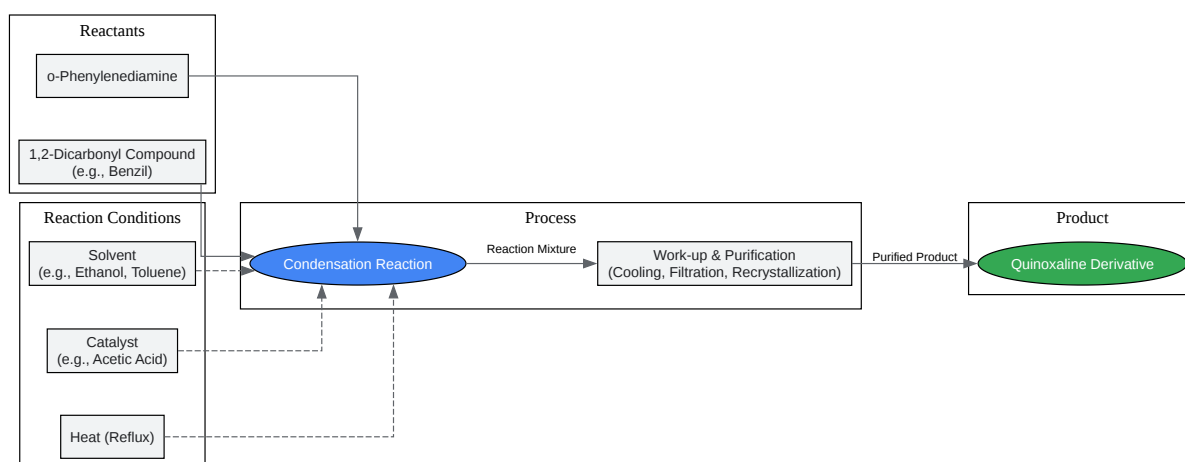 Reactants
o-Phenylenediamine
1,2-Dicarbonyl Compound
(e.g., Benzil)
Reaction Conditions
Solvent
(e.g., Ethanol, Toluene)
Catalyst
(e.g., Acetic Acid)
Heat (Reflux)
Process
Condensation Reaction
Reaction Mixture
Work-up & Purification
(Cooling, Filtration, Recrystallization)
Purified Product
Product
Quinoxaline Derivative